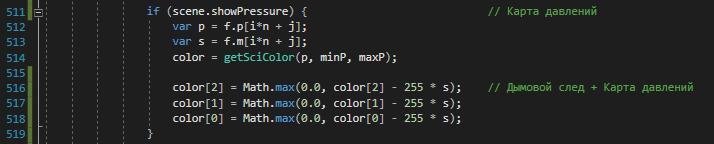 511 if (scene.showPressure) { // Карта давлений
512 var p = f.p[i*n + j];
513 var s = f.m[i*n + j];
514 color = getSciColor(p, minP, maxP);
515
516 color[2] = Math.max(0.0, color[2] - 255 * s); // Дымовой след + Карта давлений
517 color[1] = Math.max(0.0, color[1] - 255 * s);
518 color[0] = Math.max(0.0, color[0] - 255 * s);
519 }